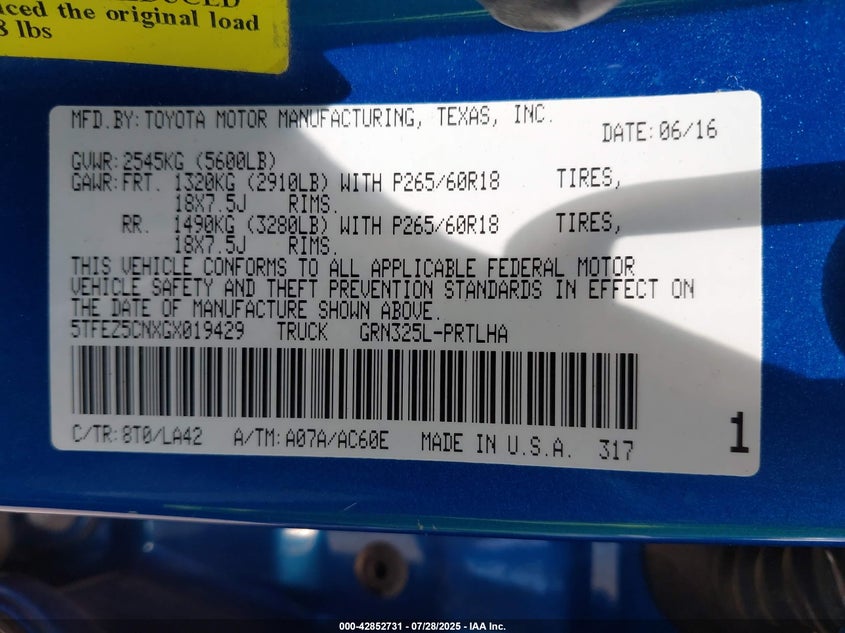 ced the original load
8 lbs
MFD.BY:TOYOTA MOTOR MANUFACTURING, TEXAS, INC.
DATE:06/16
GVWR:2545KG (5600LB)
GAWR:FRT. 1320KG (2910LB) WITH P265/60R18 TIRES,
18X7.5J RIMS.
RR. 1490KG (3280LB) WITH P265/60R18 TIRES,
18X7.5J RIMS.
THIS VEHICLE CONFORMS TO ALL APPLICABLE FEDERAL MOTOR
VEHICLE SAFETY AND THEFT PREVENTION STANDARDS IN EFFECT ON
THE DATE OF MANUFACTURE SHOWN ABOVE.
5TFEZ5CNXGX019429 TRUCK GRN325L-PRTLHA
C/TR:8T0/LA42 A/TM:A07A/AC60E MADE IN U.S.A. 317
1
000-42852731 - 07/28/2025 - IAA Inc.